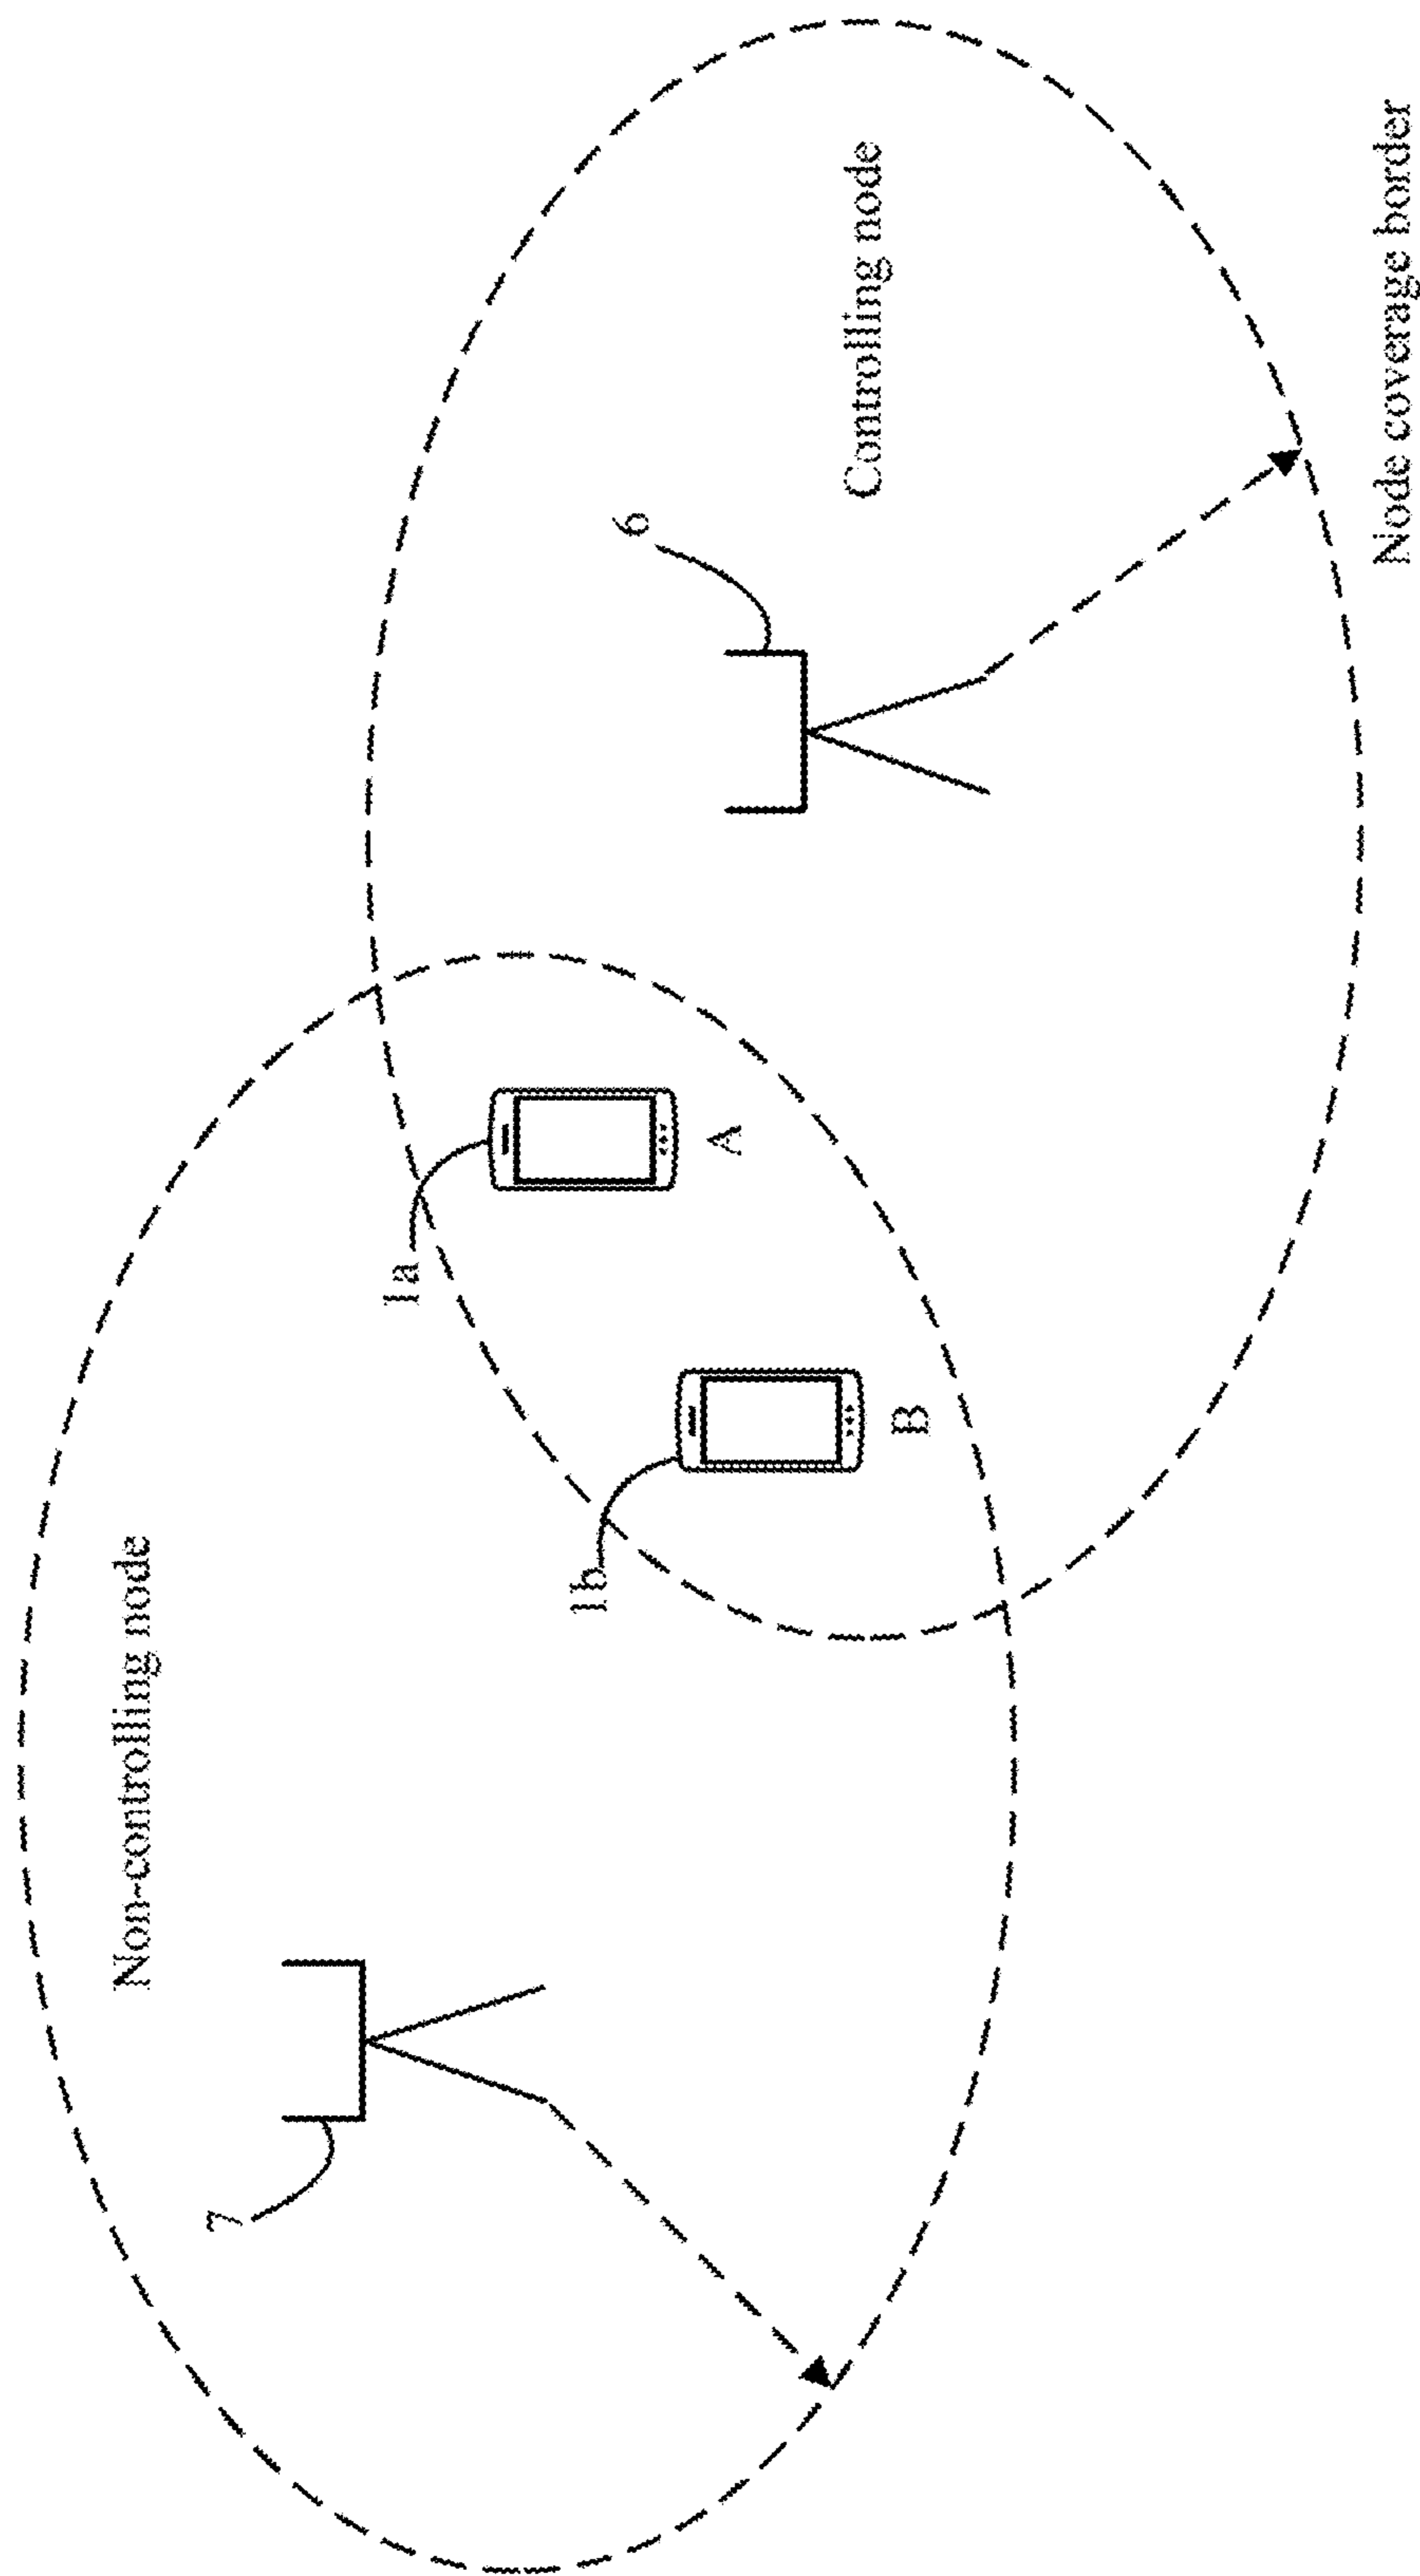 Non-controlling node
7
1a
A
1b
B
6
Controlling node
Node coverage border